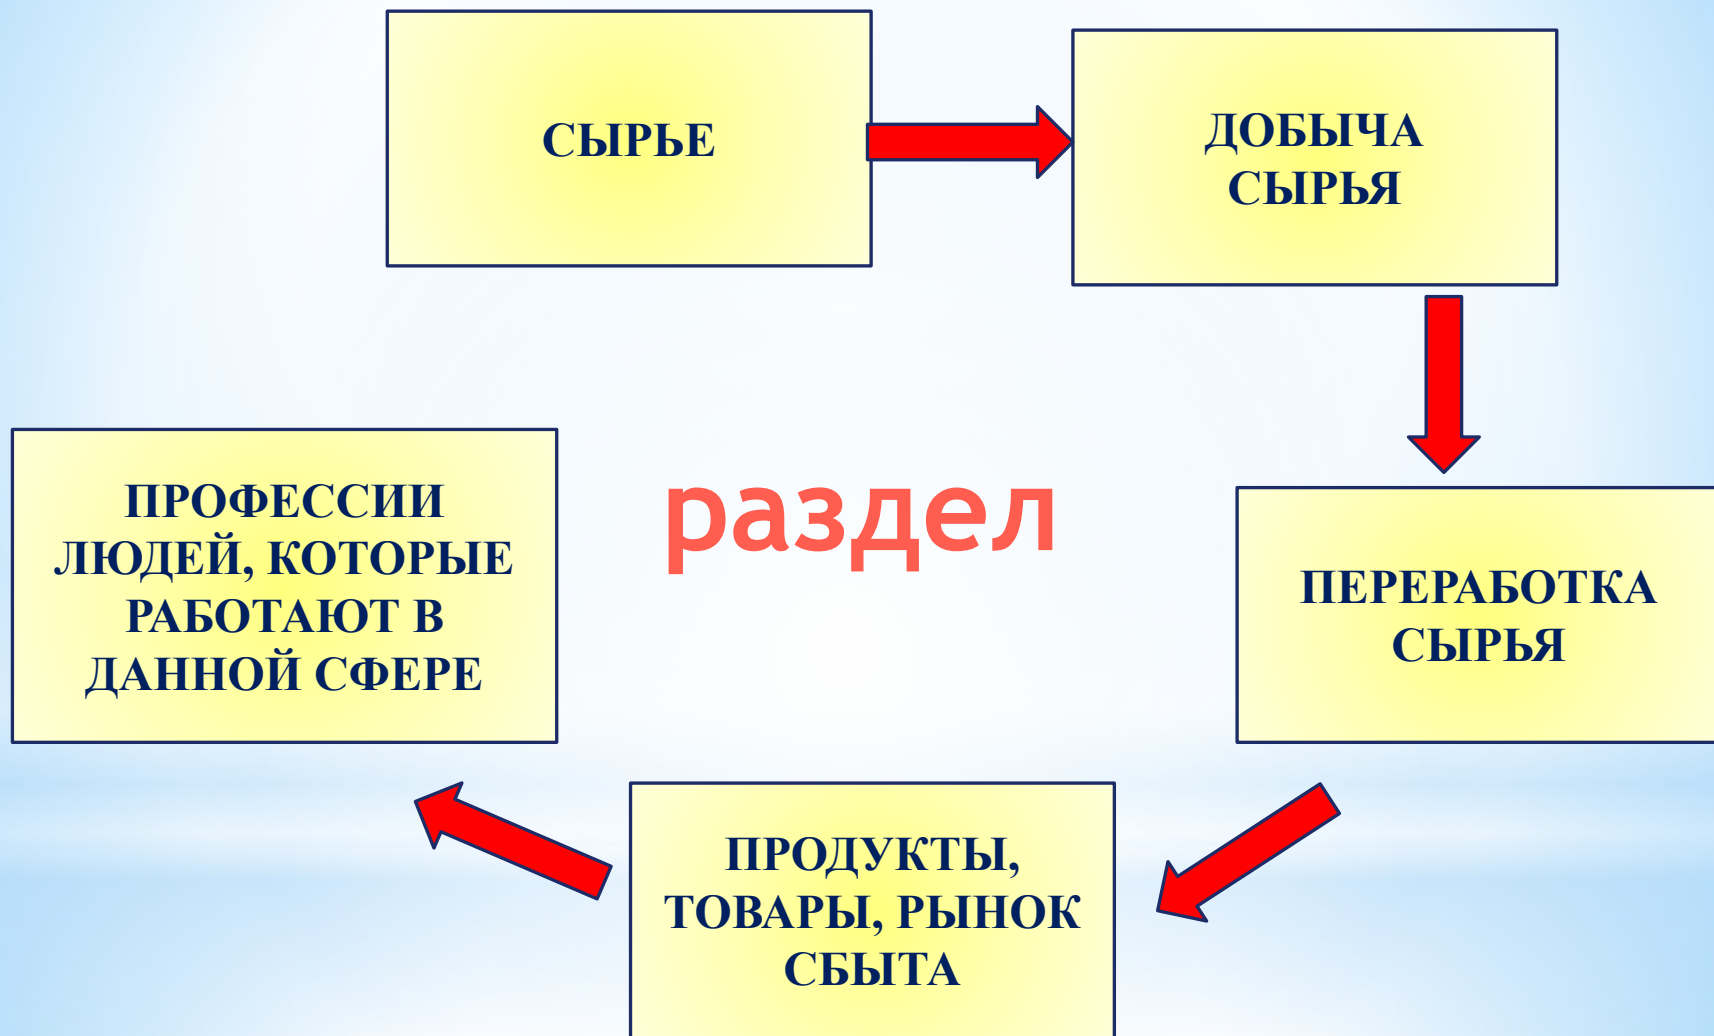 СЫРЬЕ
ДОБЫЧА
СЫРЬЯ
раздел
ПЕРЕРАБОТКА
СЫРЬЯ
ПРОДУКТЫ,
ТОВАРЫ, РЫНОК
СБЫТА
ПРОФЕССИИ
ЛЮДЕЙ, КОТОРЫЕ
РАБОТАЮТ В
ДАННОЙ СФЕРЕ